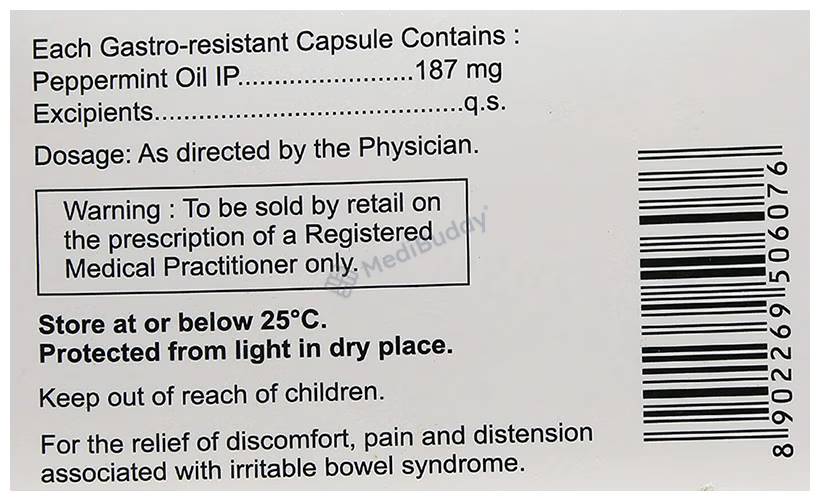 Each Gastro-resistant Capsule Contains :
Peppermint Oil IP........................187 mg
Excipients..........................................q.s.
Dosage: As directed by the Physician.
Warning : To be sold by retail on
the prescription of a Registered
Medical Practitioner only.
MediBuddy
Store at or below 25°C.
Protected from light in dry place.
Keep out of reach of children.
For the relief of discomfort, pain and distension
associated with irritable bowel syndrome.
8 902269 506076